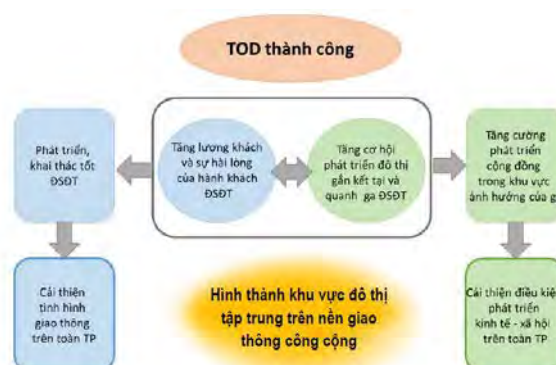 TOD thành công
Phát triển,
khai thác tốt
ĐSĐT
Tăng lượng khách
và sự hài lòng
của hành khách
ĐSĐT
Tăng cơ hội
phát triển đô thị
gắn kết tại và
quanh ga ĐSĐT
Tăng cường
phát triển
cộng đồng
trong khu vực
ảnh hưởng của g
Cải thiện
tình hình
giao thông
trên toàn TP
Hình thành khu vực đô thị
tập trung trên nền giao
thông công cộng
Cải thiện điều kiện
phát triển
kinh tế - xã hội
trên toàn TP